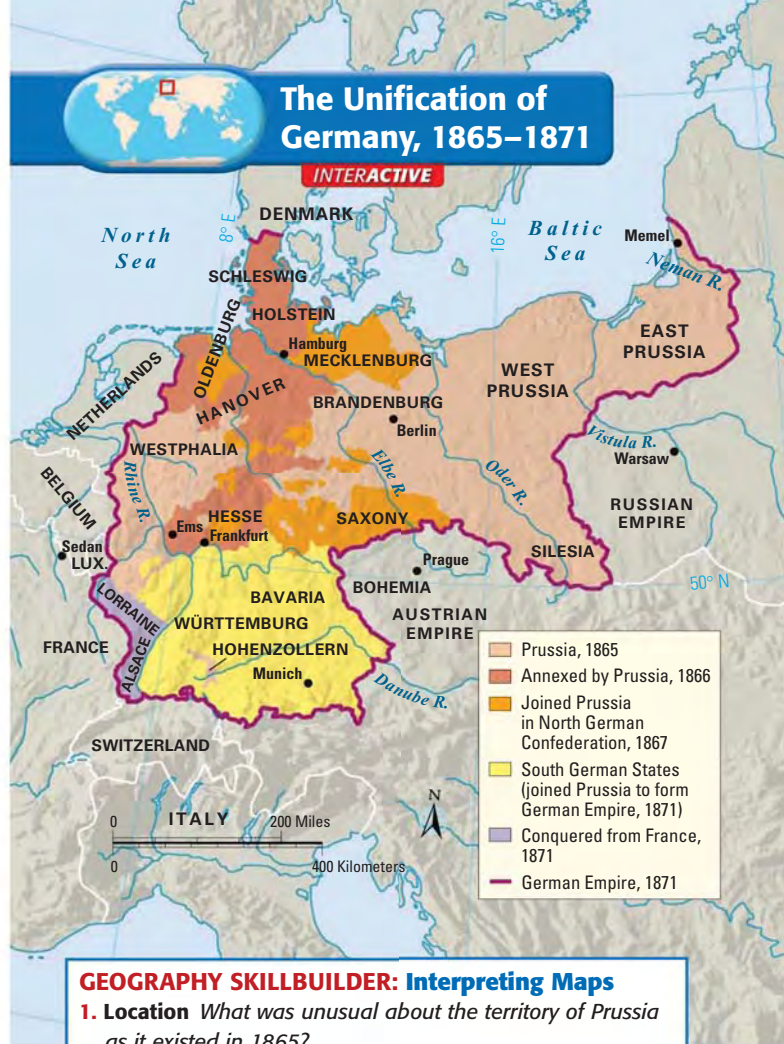 The Unification of
Germany, 1865–1871
INTERACTIVE
North
Sea
8° E
DENMARK
16° E
Baltic
Sea
Memel
Neman R.
SCHLESWIG
HOLSTEIN
Hamburg
MECKLENBURG
OLDENBURG
HANOVER
EAST
PRUSSIA
WEST
PRUSSIA
NETHERLANDS
BRANDENBURG
Berlin
WESTPHALIA
Rhine R.
Elbe R.
Oder R.
Vistula R.
Warsaw
RUSSIAN
EMPIRE
BELGIUM
Ems
HESSE
Frankfurt
SAXONY
Sedan
LUX.
SILESIA
Prague
BOHEMIA
50° N
LORRAINE
BAVARIA
WÜRTTEMBURG
AUSTRIAN
EMPIRE
FRANCE
ALSACE
HOHENZOLLERN
Munich
Danube R.
SWITZERLAND
ITALY
0
200 Miles
0
400 Kilometers
N
Prussia, 1865
Annexed by Prussia, 1866
Joined Prussia
in North German
Confederation, 1867
South German States
(joined Prussia to form
German Empire, 1871)
Conquered from France,
1871
German Empire, 1871
GEOGRAPHY SKILLBUILDER: Interpreting Maps
1. Location What was unusual about the territory of Prussia
as it existed in 1865?